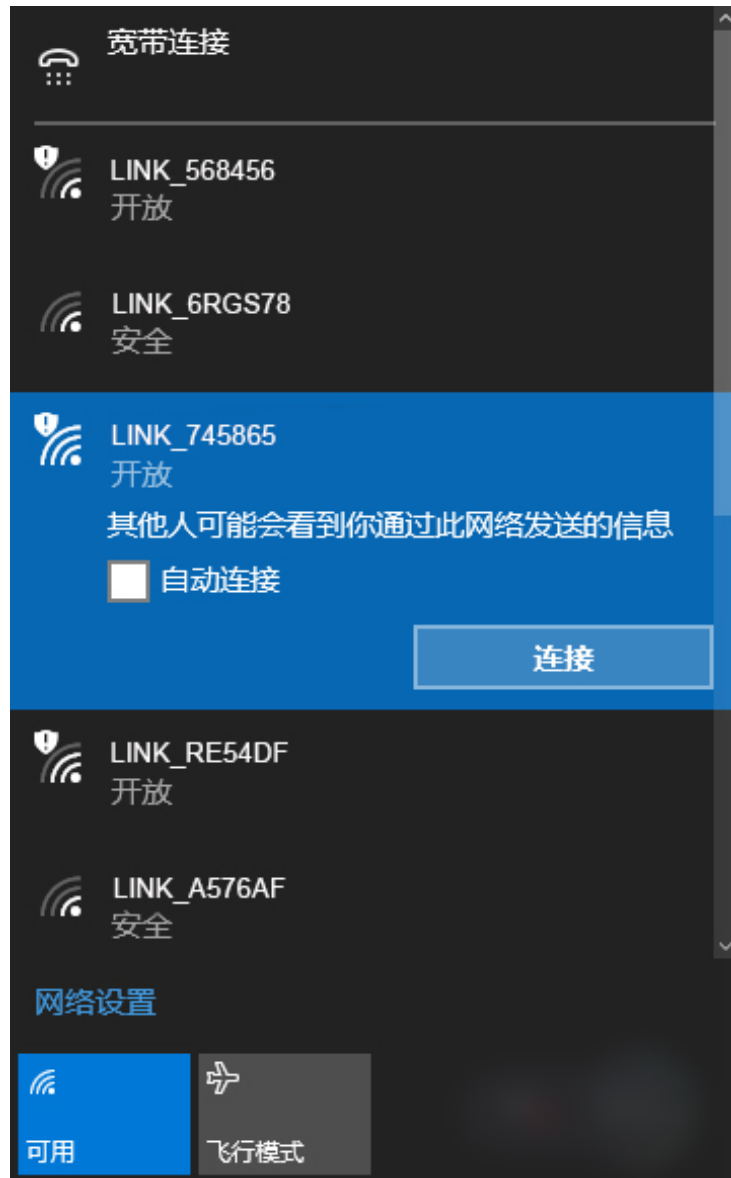 宽带连接
LINK_568456
开放
LINK_6RGS78
安全
LINK_745865
开放
其他人可能会看到你通过此网络发送的信息
自动连接
连接
LINK_RE54DF
开放
LINK_A576AF
安全
网络设置
可用
飞行模式